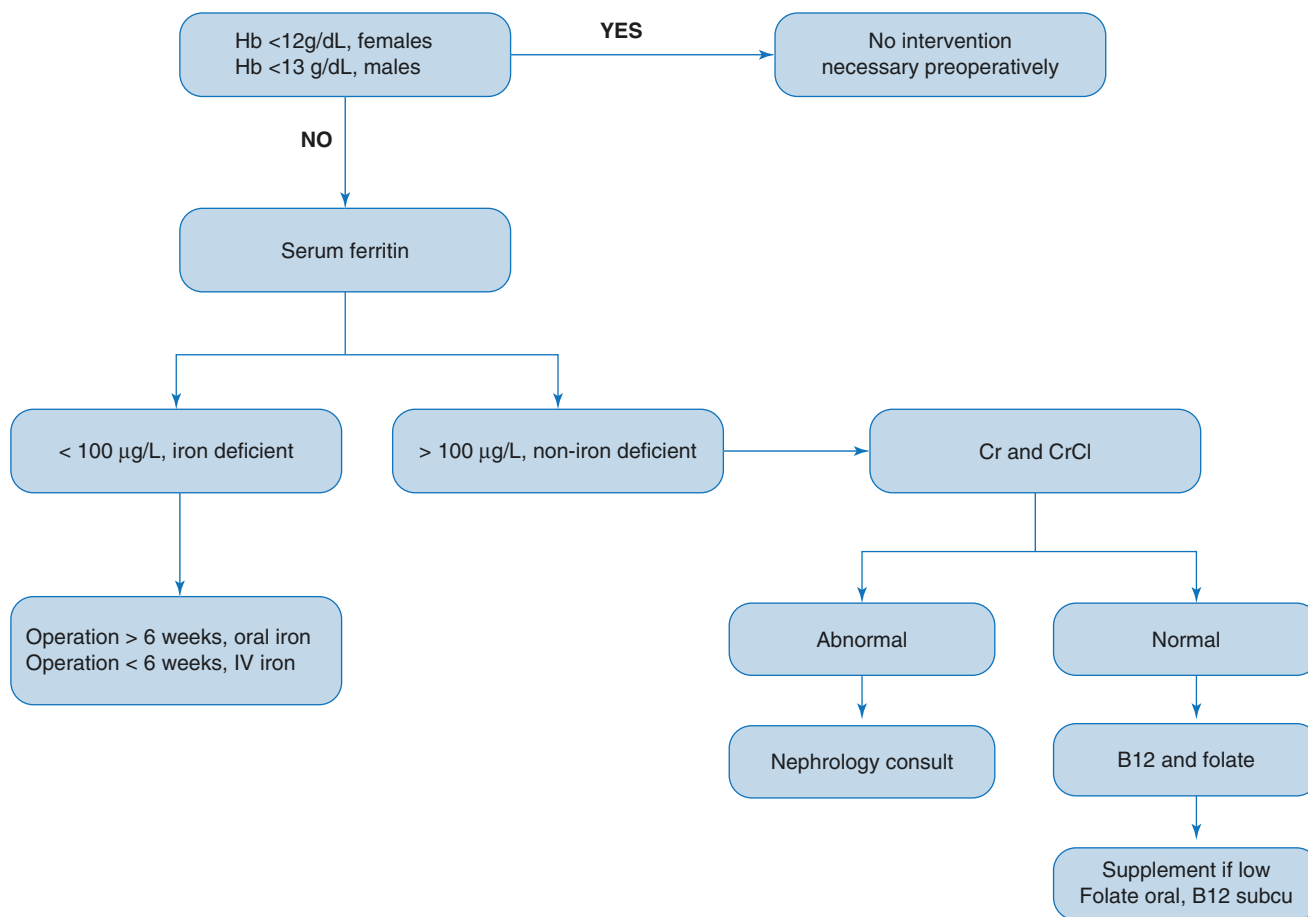 Hb <12g/dL, females
Hb <13 g/dL, males
YES
No intervention
necessary preoperatively
NO
Serum ferritin
< 100 μg/L, iron deficient
> 100 μg/L, non-iron deficient
Cr and CrCl
Operation > 6 weeks, oral iron
Operation < 6 weeks, IV iron
Abnormal
Normal
Nephrology consult
B12 and folate
Supplement if low
Folate oral, B12 subcu